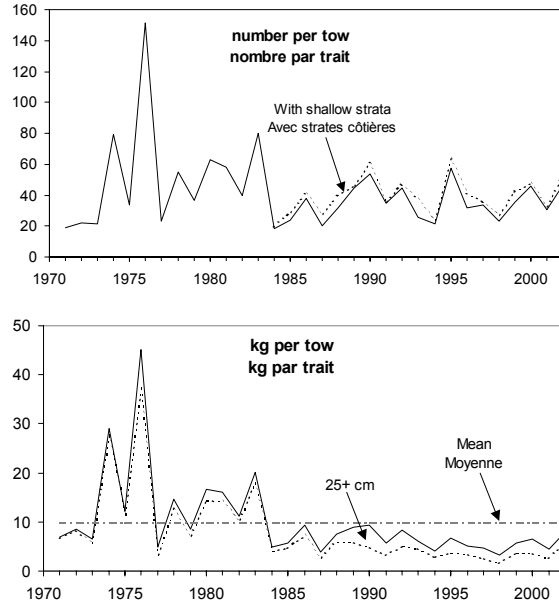 number per tow
nombre par trait
160
140
120
100
80
60
40
20
0
With shallow strata
Avec strates côtières
1970 1975 1980 1985 1990 1995 2000
kg per tow
kg par trait
50
40
30
20
10
0
Mean
Moyenne
25+ cm
1970 1975 1980 1985 1990 1995 2000